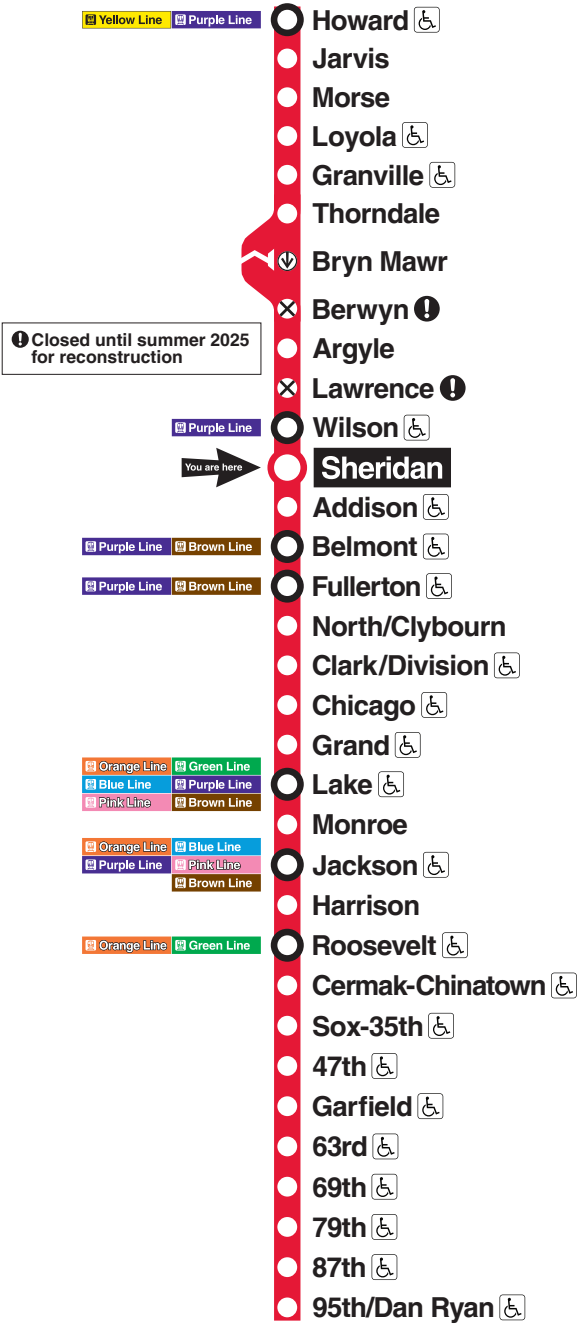 Yellow Line Purple Line Howard
Jarvis
Morse
Loyola
Granville
Thorndale
Bryn Mawr
Berwyn !
! Closed until summer 2025
for reconstruction
Argyle
Lawrence !
Purple Line Wilson
You are here Sheridan
Addison
Purple Line Brown Line Belmont
Purple Line Brown Line Fullerton
North/Clybourn
Clark/Division
Chicago
Grand
Orange Line Green Line
Blue Line Purple Line Lake
Pink Line Brown Line
Monroe
Orange Line Blue Line
Purple Line Pink Line Jackson
Brown Line
Harrison
Orange Line Green Line Roosevelt
Cermak-Chinatown
Sox-35th
47th
Garfield
63rd
69th
79th
87th
95th/Dan Ryan